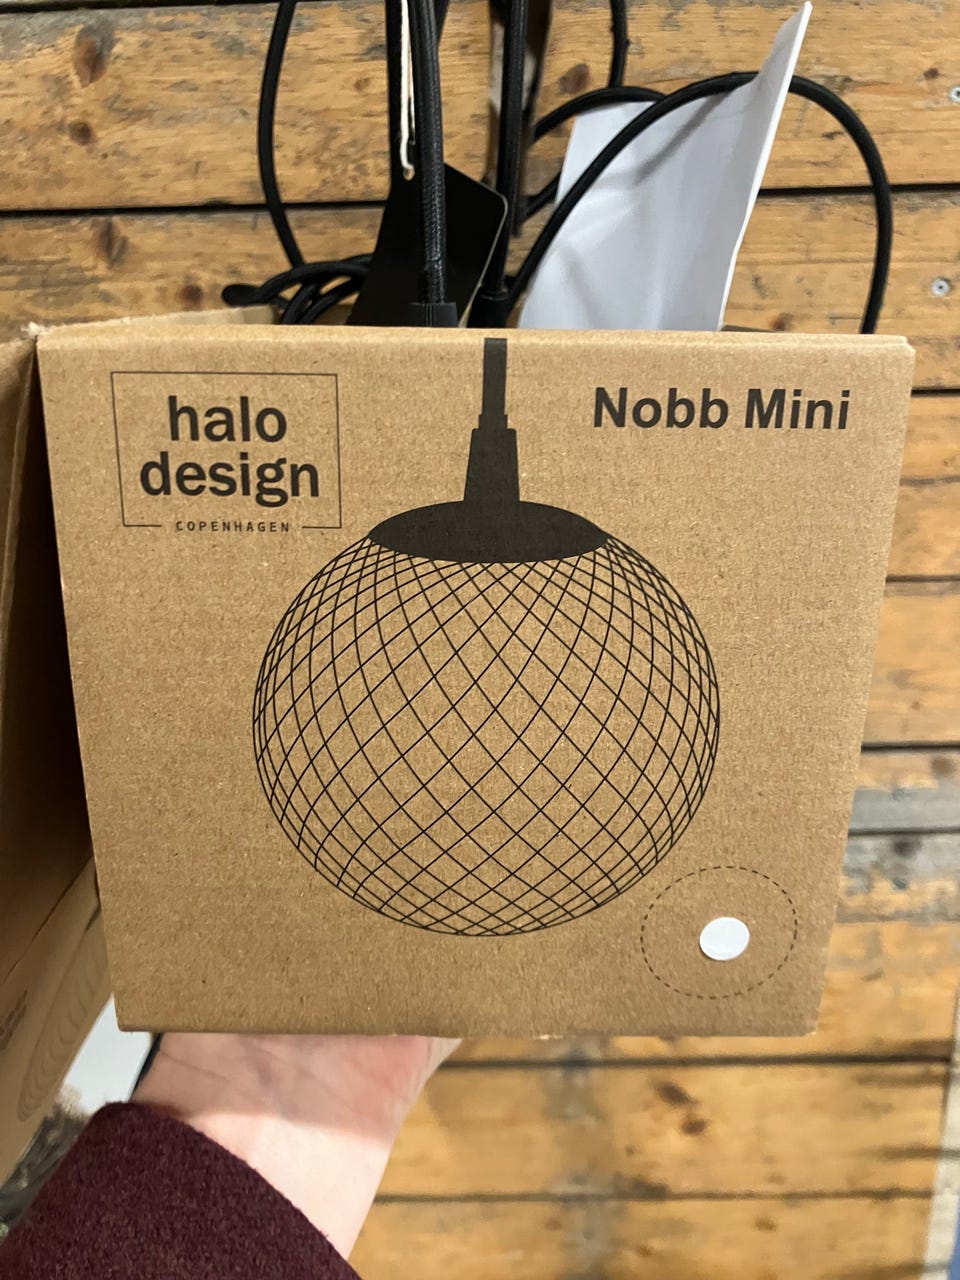 halo
design
COPENHAGEN
Nobb Mini